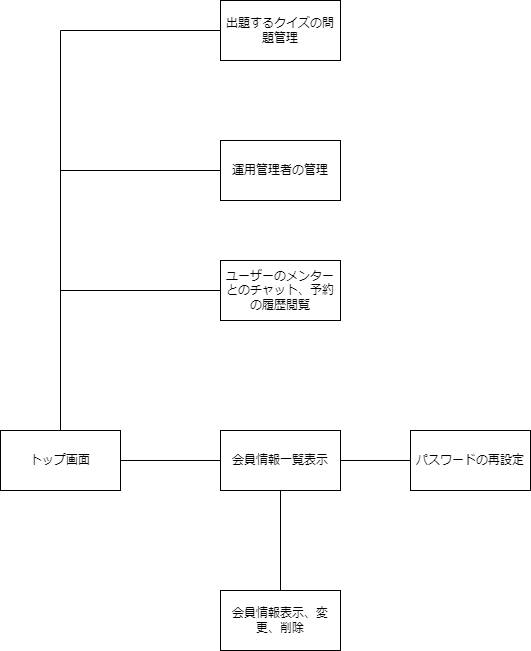 出題するクイズの問
題管理
運用管理者の管理
ユーザーのメンター
とのチャット、予約
の履歴閲覧
トップ画面
会員情報一覧表示
パスワードの再設定
会員情報表示、変
更、削除